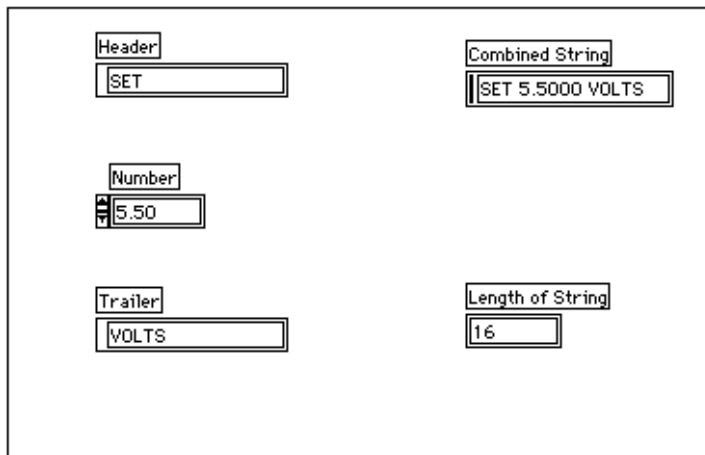 Header
SET
Combined String
SET 5.5000 VOLTS
Number
5.50
Trailer
VOLTS
Length of String
16